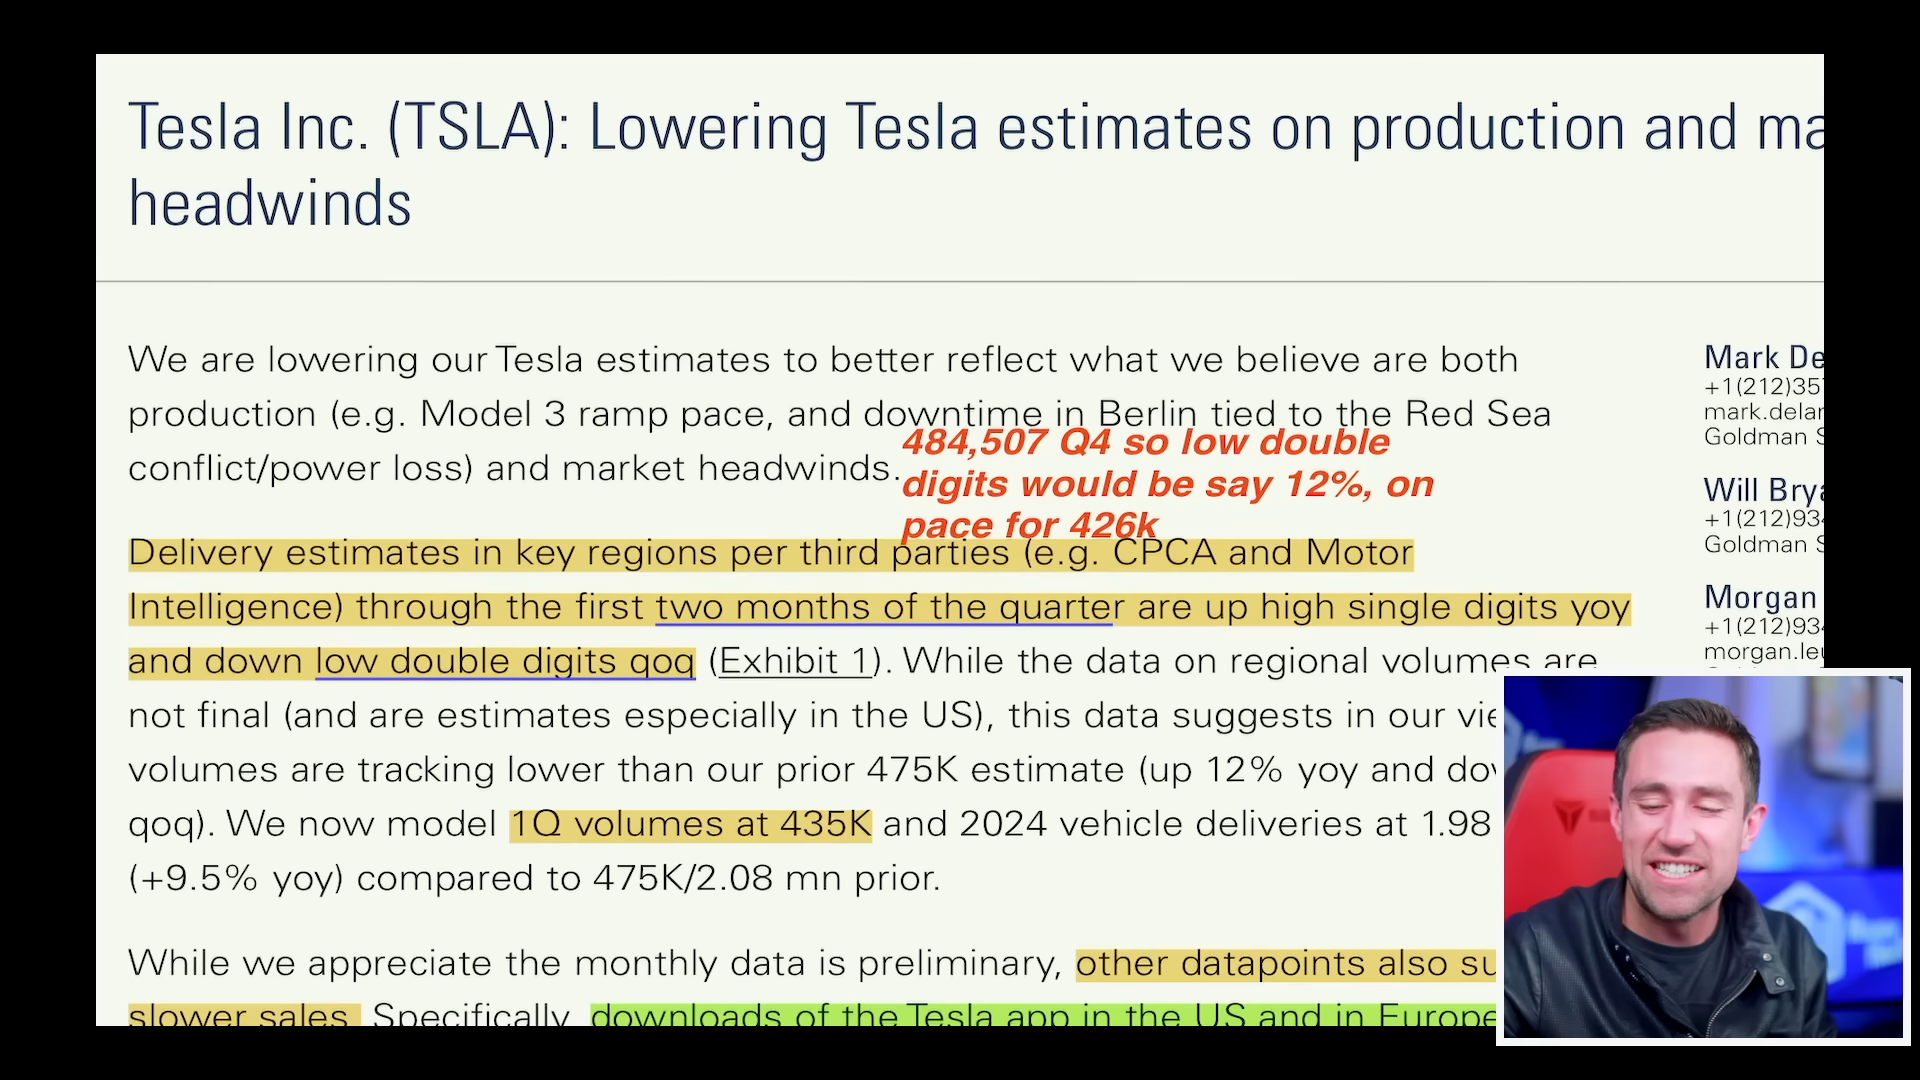 Tesla Inc. (TSLA): Lowering Tesla estimates on production and
headwinds
We are lowering our Tesla estimates to better reflect what we believe are both
production (e.g. Model 3 ramp pace, and downtime in Berlin tied to the Red Sea
conflict/power loss) and market headwinds.
484,507 Q4 so low double
digits would be say 12%, on
pace for 426k
Delivery estimates in key regions per third parties (e.g. CPCA and Motor
Intelligence) through the first two months of the quarter are up high single digits yoy
and down low double digits qoq (Exhibit 1). While the data on regional volumes are
not final (and are estimates especially in the US), this data suggests in our
volumes are tracking lower than our prior 475K estimate (up 12% yoy and
qoq). We now model 1Q volumes at 435K and 2024 vehicle deliveries at 1.98
(+9.5% yoy) compared to 475K/2.08 mn prior.
While we appreciate the monthly data is preliminary, other datapoints also
slower sales. Specifically, downloads of the Tesla app in the US and in Europe
Mark
+1(212)35
mark.delan
Goldman
Will
+1(212)93
Goldman
Morgan
+1(212)93
morgan.le